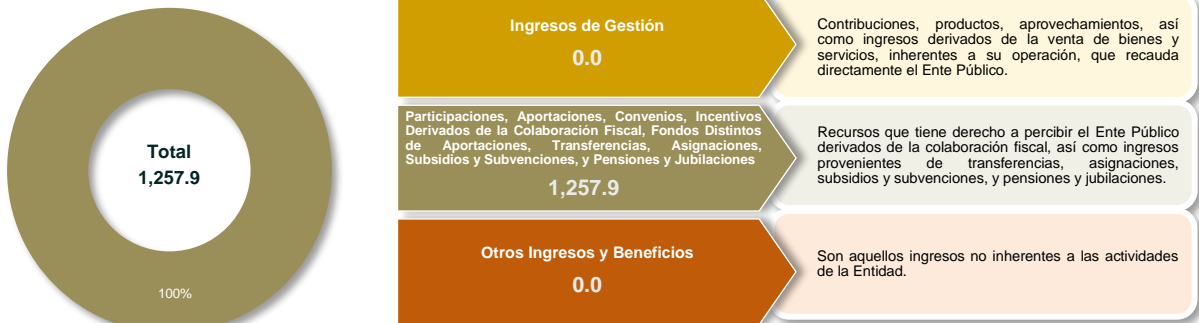 Total
1,257.9
100%
Ingresos de Gestión
0.0
Contribuciones, productos, aprovechamientos, así
como ingresos derivados de la venta de bienes y
servicios, inherentes a su operación, que recauda
directamente el Ente Público.
Participaciones, Aportaciones, Convenios, Incentivos
Derivados de la Colaboración Fiscal, Fondos Distintos
de Aportaciones, Transferencias, Asignaciones,
Subsidios y Subvenciones, y Pensiones y Jubilaciones
1,257.9
Recursos que tiene derecho a percibir el Ente Público
derivados de la colaboración fiscal, así como ingresos
provenientes de transferencias, asignaciones,
subsidios y subvenciones, y pensiones y jubilaciones.
Otros Ingresos y Beneficios
0.0
Son aquellos ingresos no inherentes a las actividades
de la Entidad.